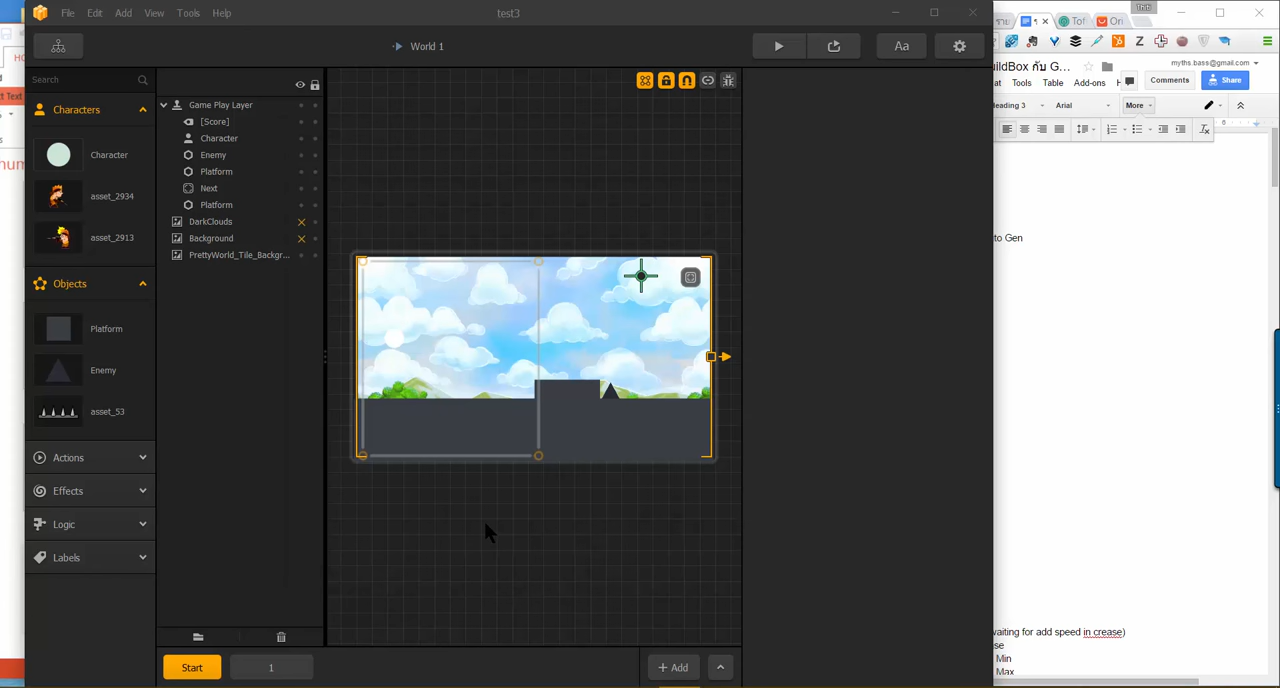 File Edit Add View Tools Help
test3
World 1
Aa
Search
Characters
Character
asset_2934
asset_2913
Objects
Platform
Enemy
asset_53
Actions
Effects
Logic
Labels
Game Play Layer
[Score]
Character
Enemy
Platform
Next
Platform
DarkClouds
Background
PrettyWorld_Tile_Backgr...
Start
1
+ Add
myths.bass@gmail.com
uildBox กับ G...
Tools Table Add-ons
Comments
Share
eading 3 Arial More
to Gen
waiting for add speed in crease)
se
Min
Max